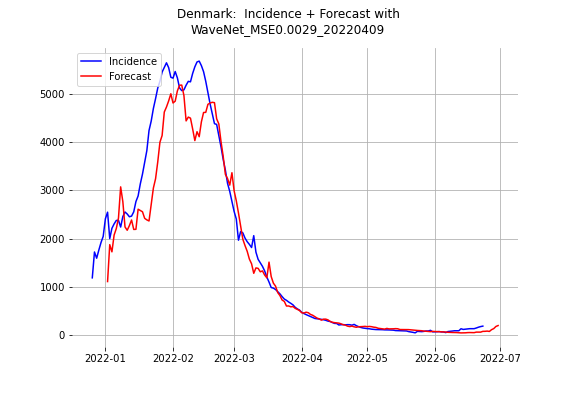 Denmark:  Incidence + Forecast with
WaveNet_MSE0.0029_20220409
Incidence
Forecast
5000
4000
3000
2000
1000
0
2022-01 2022-02 2022-03 2022-04 2022-05 2022-06 2022-07